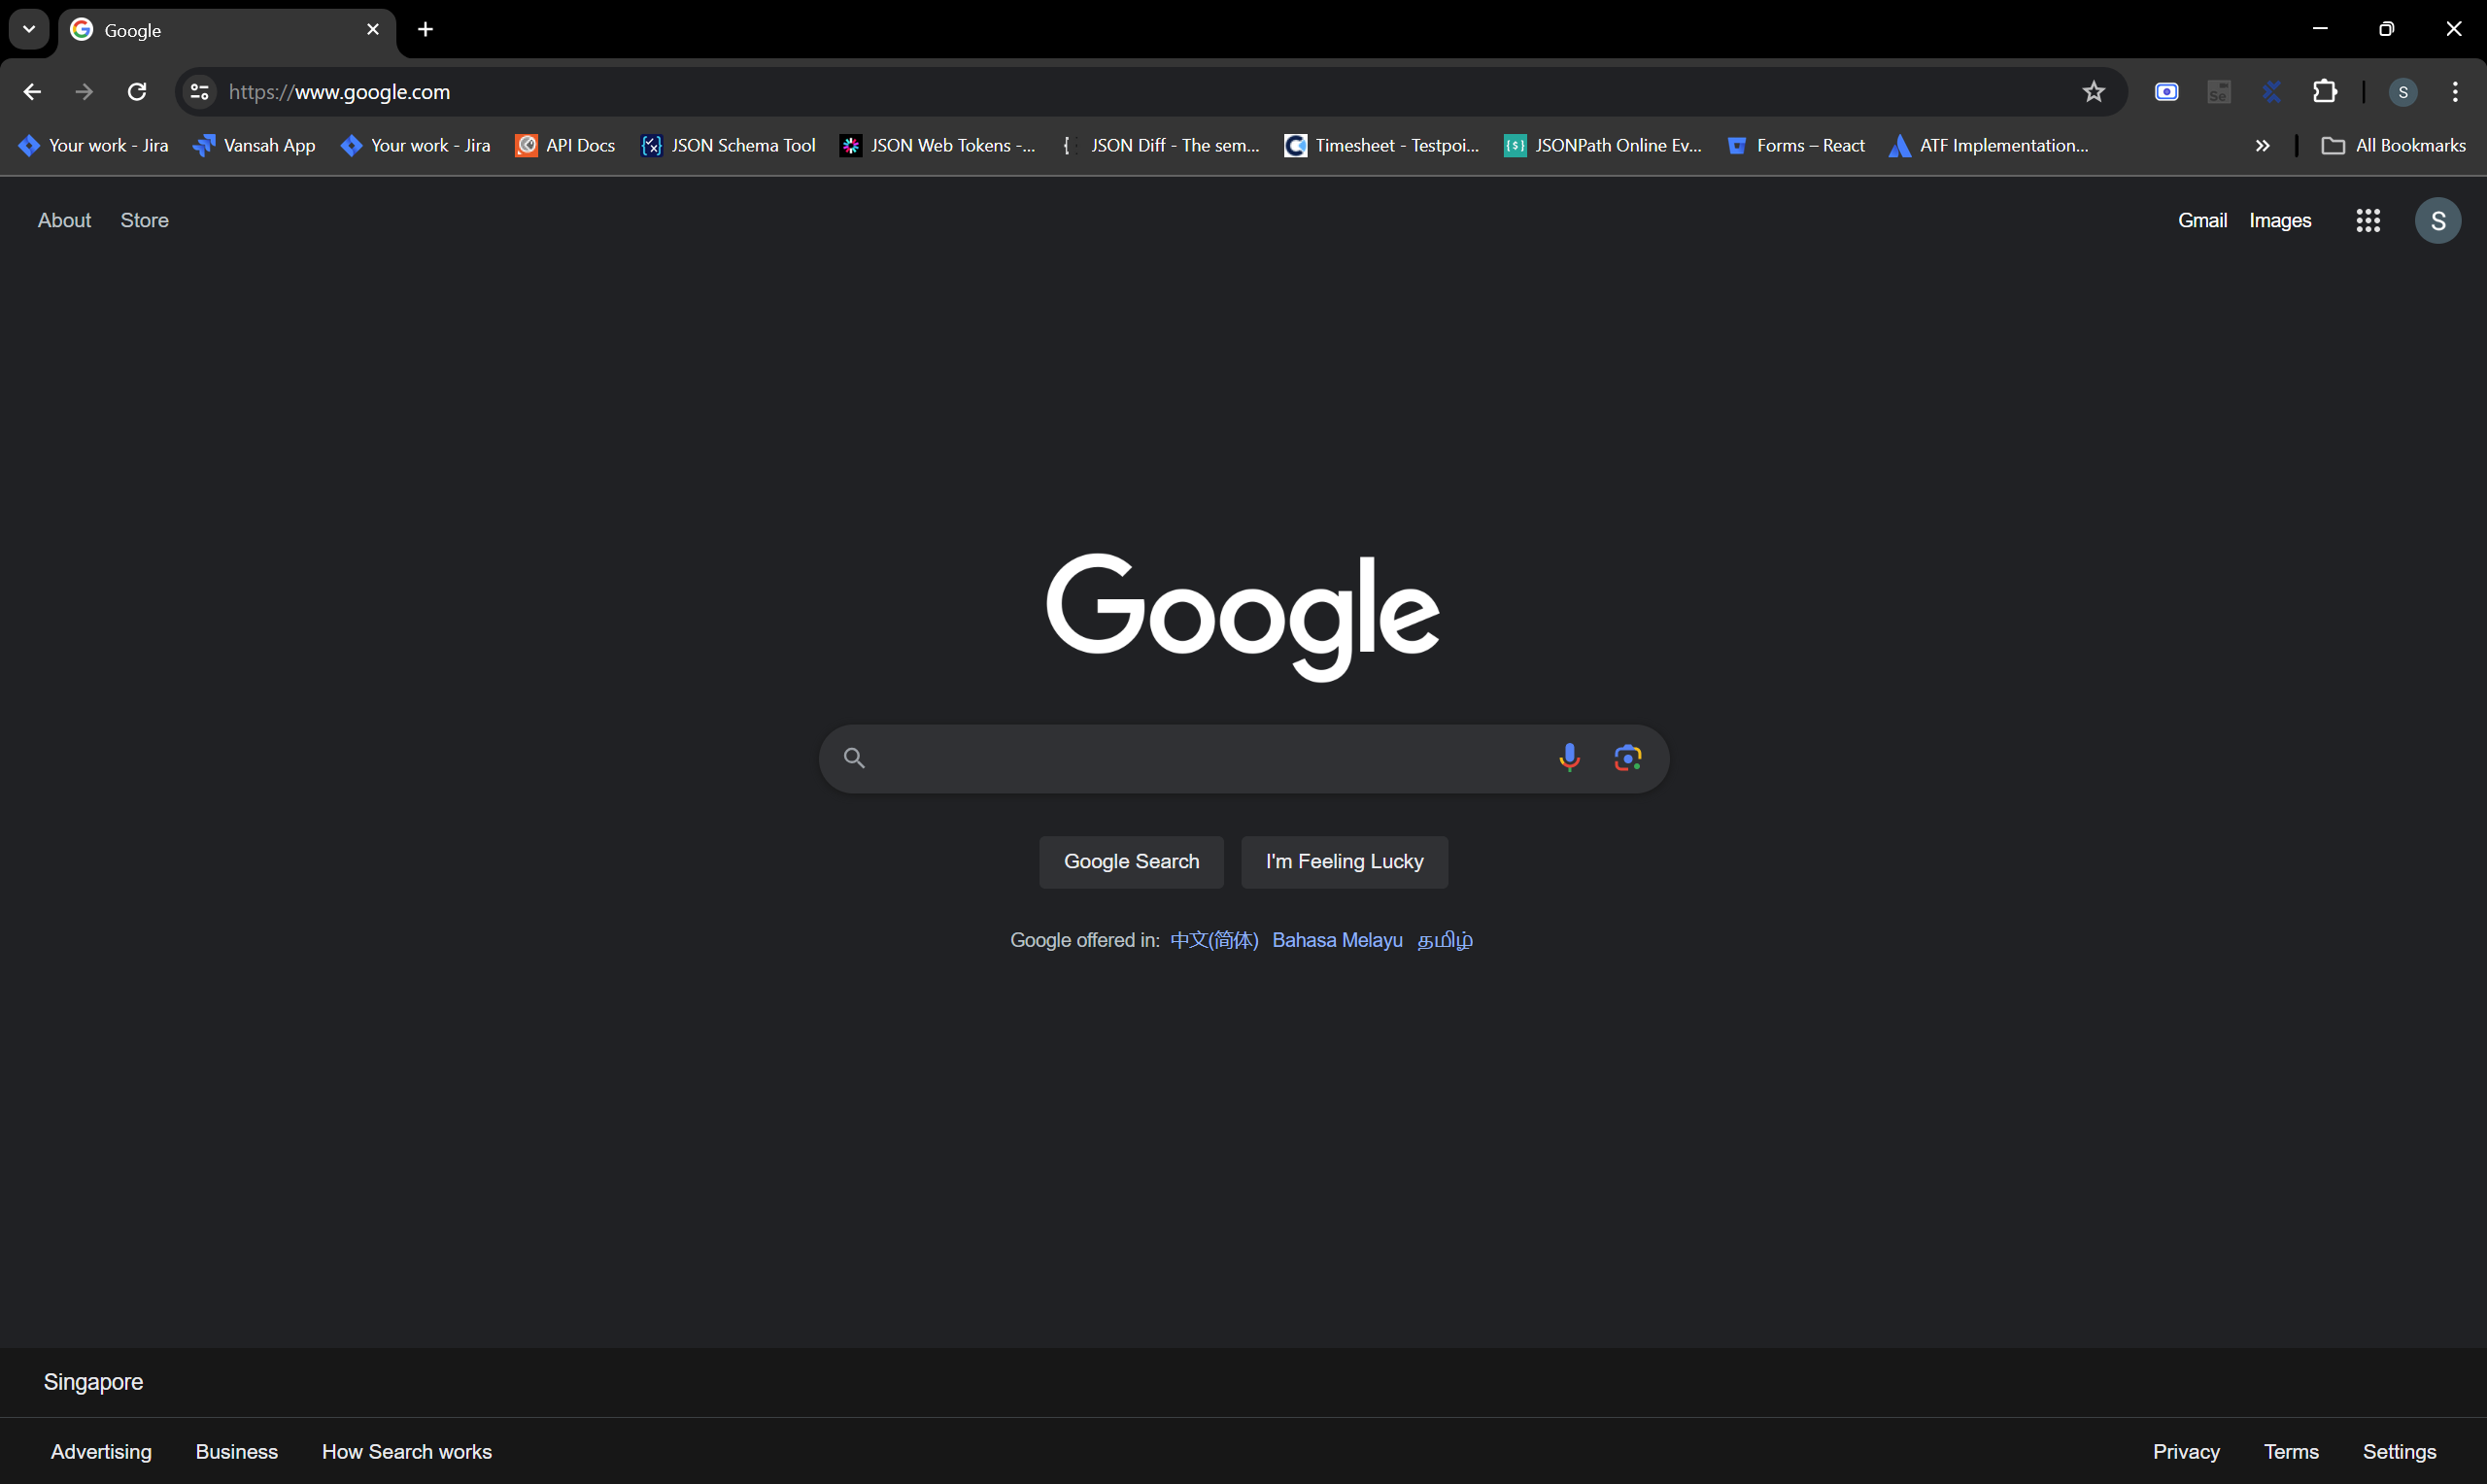 Google
https://www.google.com
Se
S
Your work - Jira
Vansah App
Your work - Jira
API Docs
JSON Schema Tool
JSON Web Tokens -...
JSON Diff - The sem...
Timesheet - Testpoi...
JSONPath Online Ev...
Forms – React
ATF Implementation...
All Bookmarks
About Store
Gmail Images
S
Google
Google Search
I'm Feeling Lucky
Google offered in: 中文(简体) Bahasa Melayu தமிழ்
Singapore
Advertising Business How Search works
Privacy Terms Settings